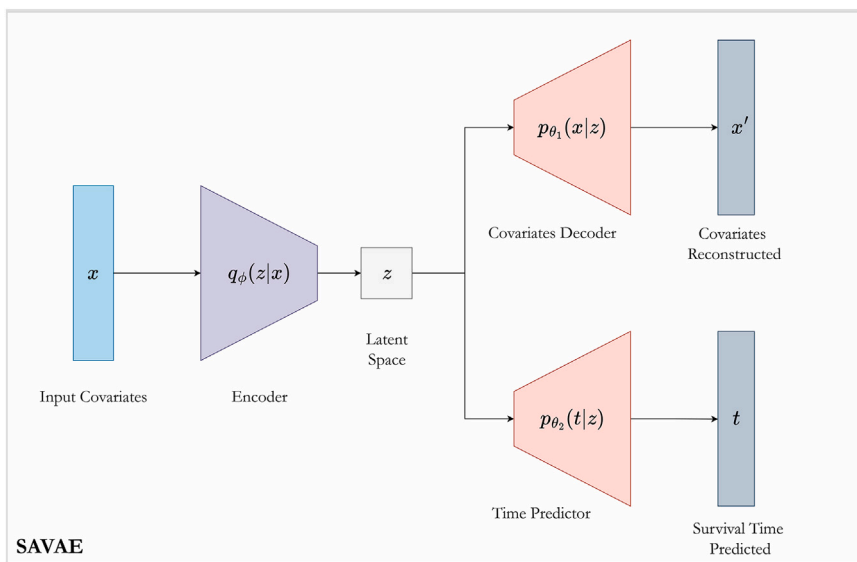 x
Input Covariates
qϕ(z|x)
Encoder
z
Latent
Space
pθ₁(x|z)
Covariates Decoder
x′
Covariates
Reconstructed
pθ₂(t|z)
Time Predictor
t
Survival Time
Predicted
SAVAE